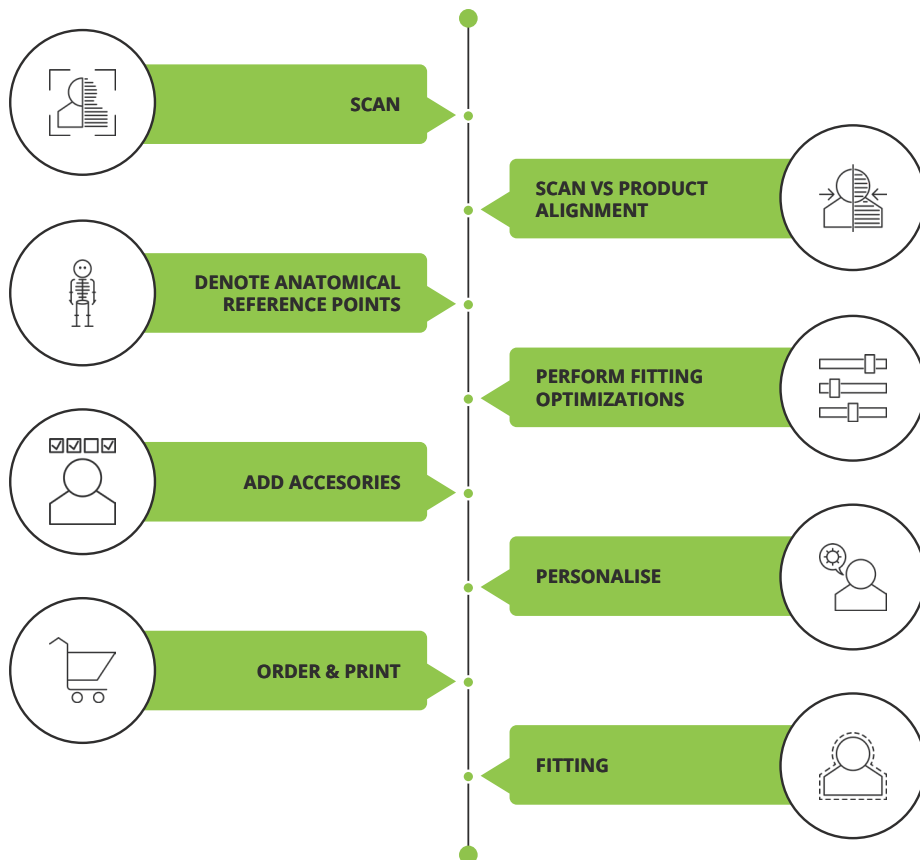 SCAN
SCAN VS PRODUCT
ALIGNMENT
DENOTE ANATOMICAL
REFERENCE POINTS
PERFORM FITTING
OPTIMIZATIONS
ADD ACCESORIES
PERSONALISE
ORDER & PRINT
FITTING